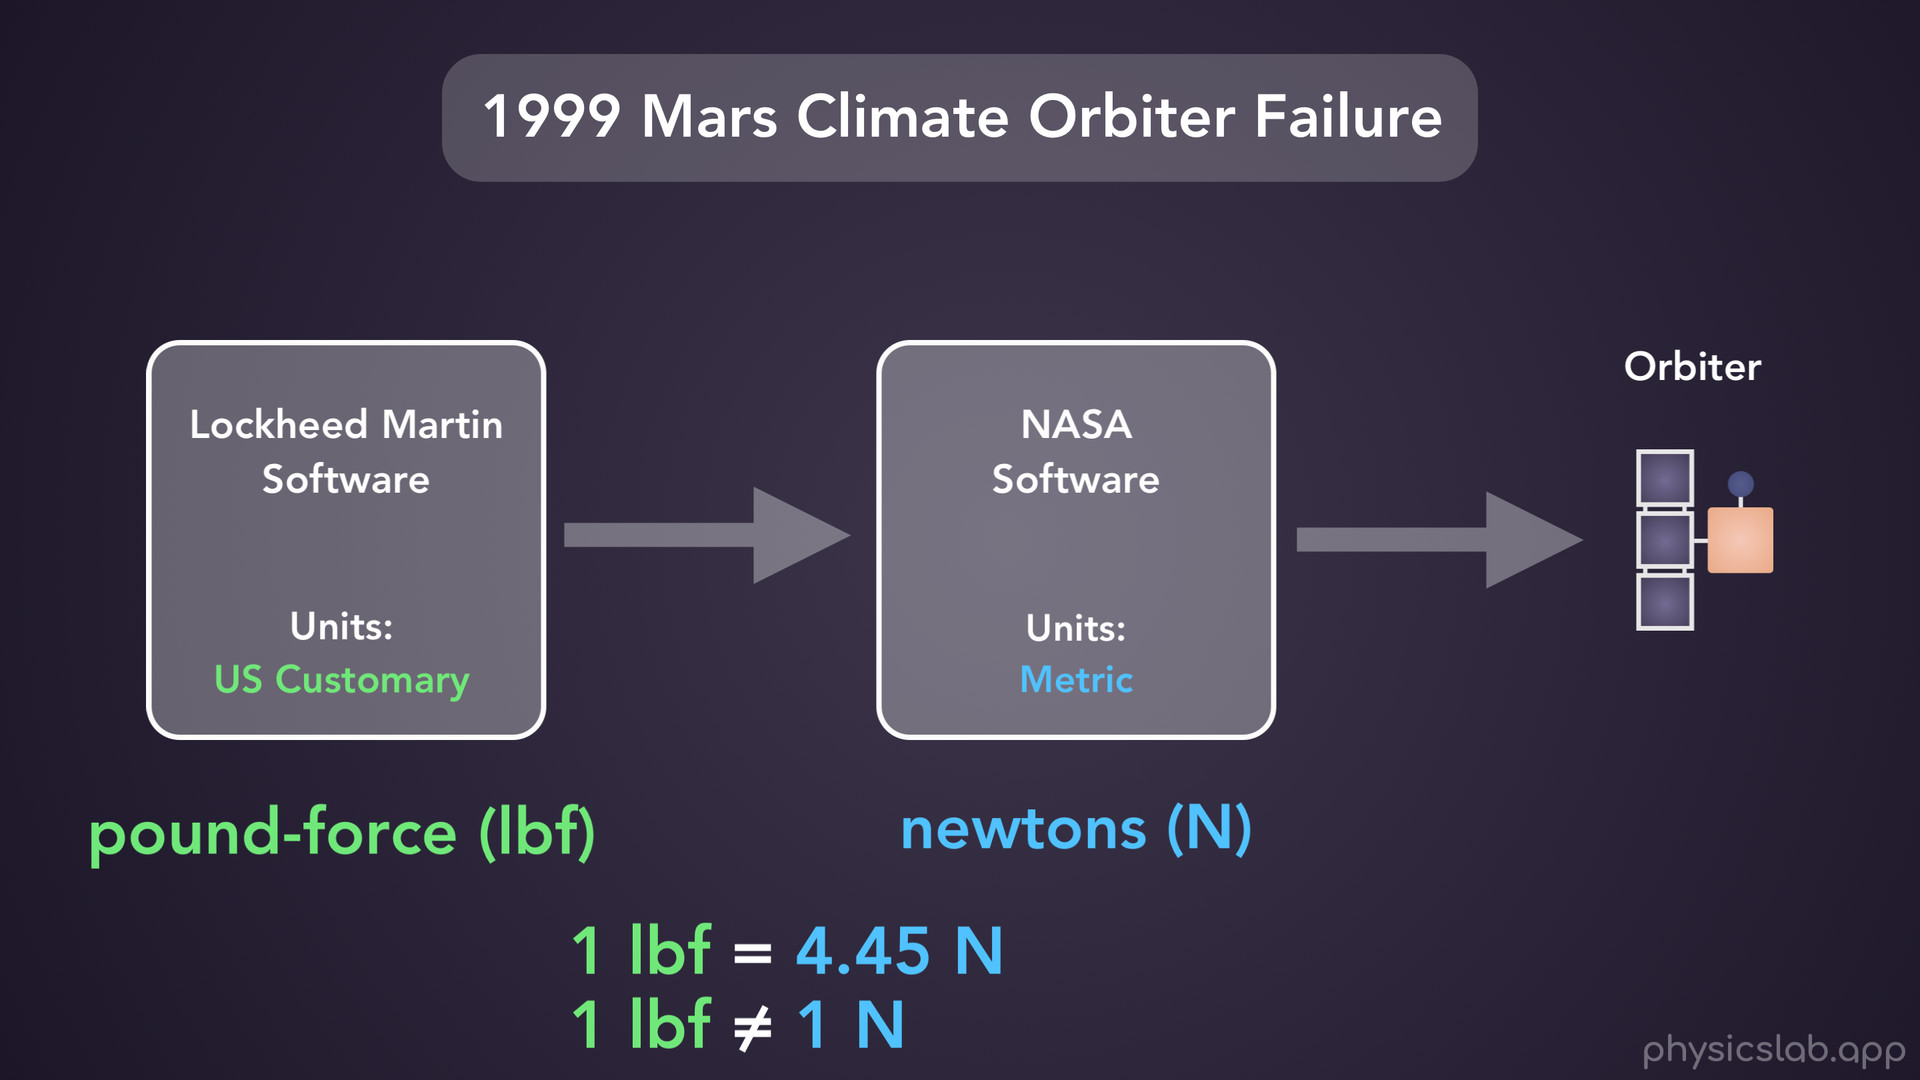 1999 Mars Climate Orbiter Failure
Lockheed Martin
Software
Units:
US Customary
NASA
Software
Units:
Metric
Orbiter
pound-force (lbf)
newtons (N)
1 lbf = 4.45 N
1 lbf ≠ 1 N
physicslab.app